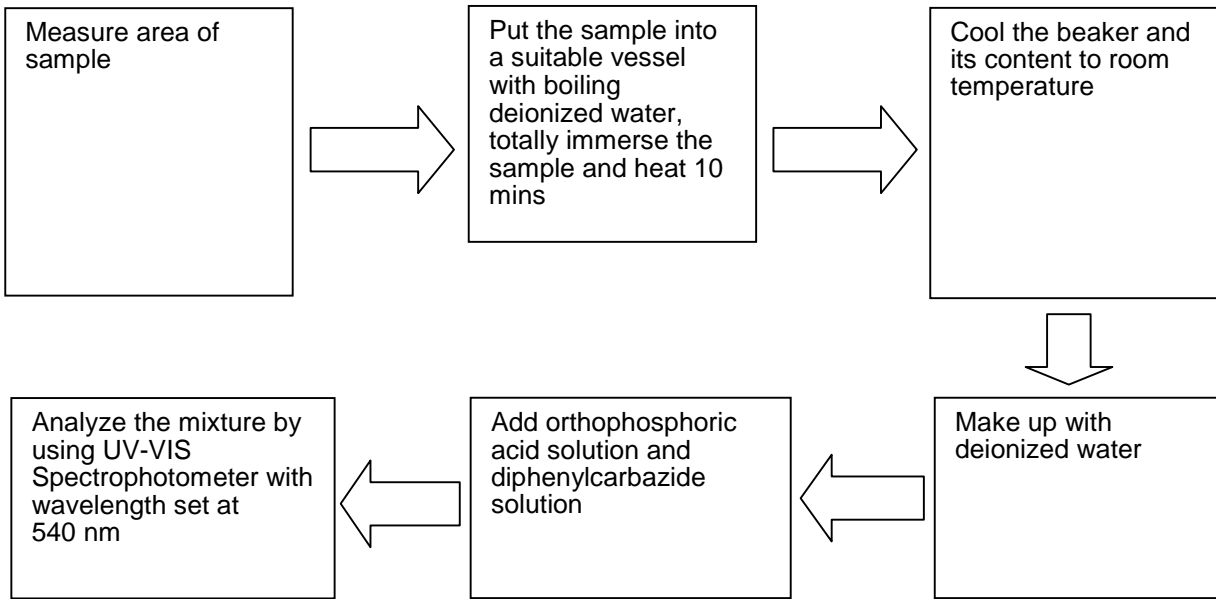 Measure area of
sample
Put the sample into
a suitable vessel
with boiling
deionized water,
totally immerse the
sample and heat 10
mins
Cool the beaker and
its content to room
temperature
Make up with
deionized water
Add orthophosphoric
acid solution and
diphenylcarbazide
solution
Analyze the mixture by
using UV-VIS
Spectrophotometer with
wavelength set at
540 nm